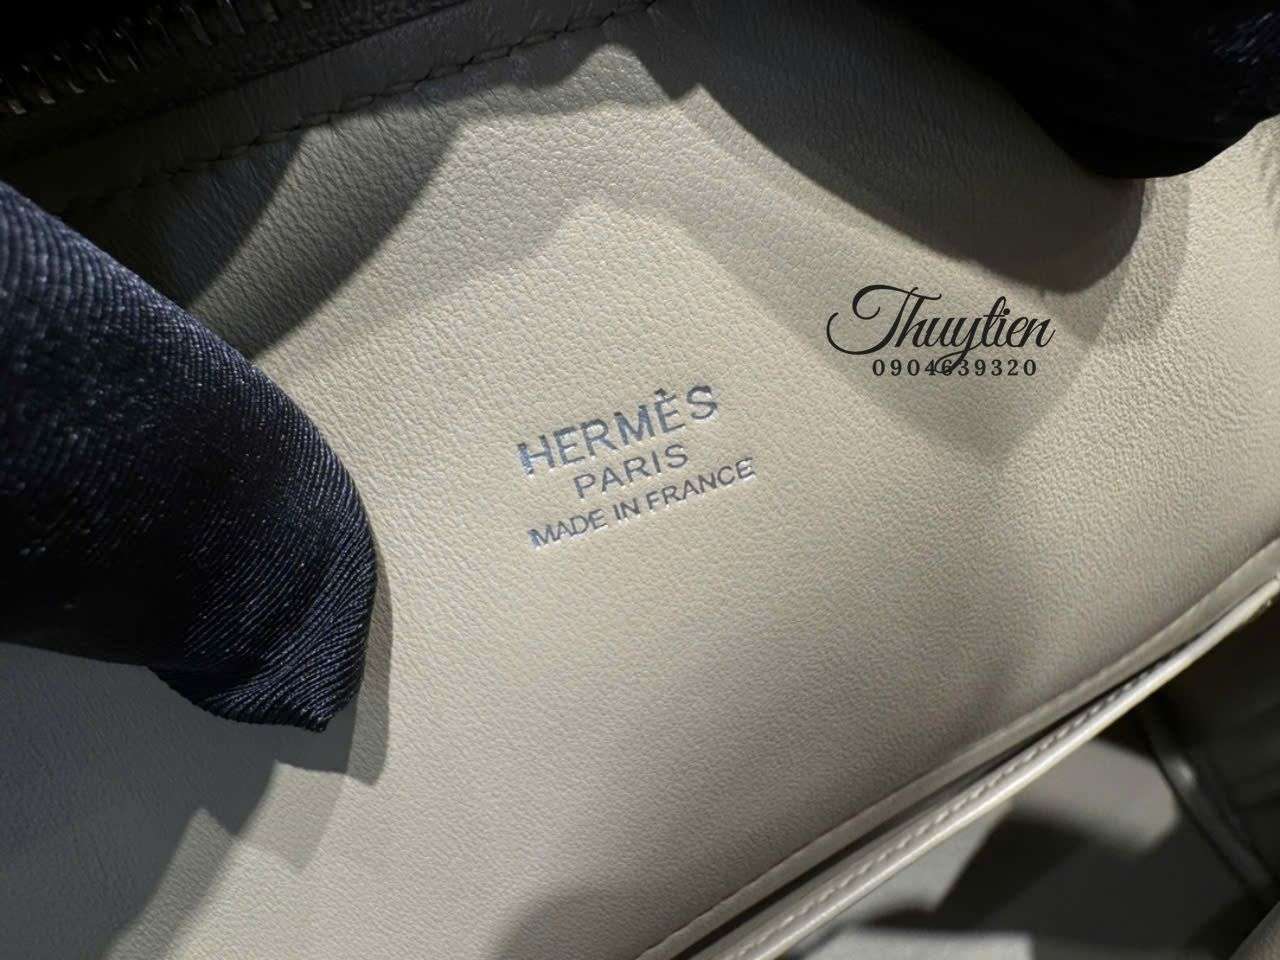 Thuytien
0904639320
HERMÈS
PARIS
MADE IN FRANCE